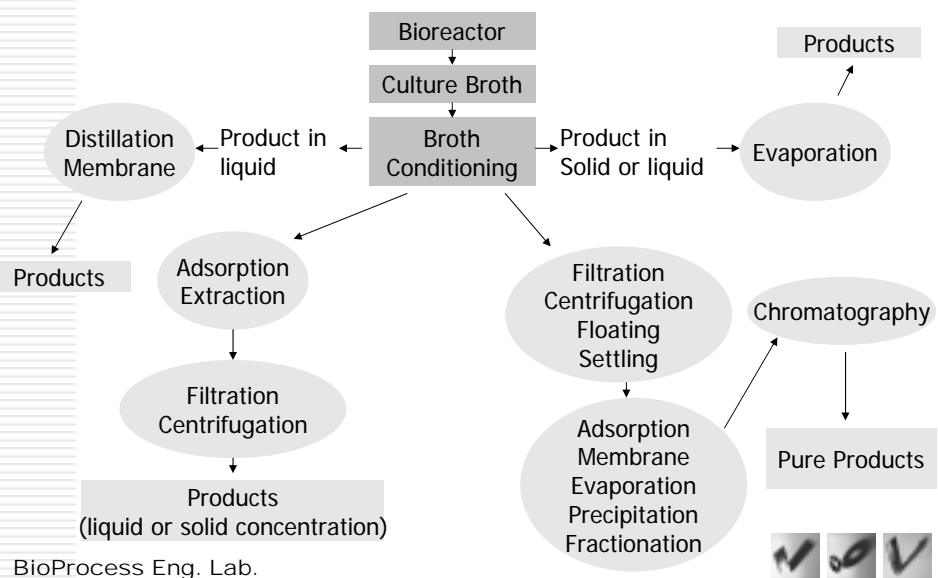 Bioreactor
Products
Culture Broth
Distillation
Membrane
Product in
liquid
Broth
Conditioning
Product in
Solid or liquid
Evaporation
Products
Adsorption
Extraction
Filtration
Centrifugation
Floating
Settling
Chromatography
Filtration
Centrifugation
Adsorption
Membrane
Evaporation
Precipitation
Fractionation
Pure Products
Products
(liquid or solid concentration)
BioProcess Eng. Lab.